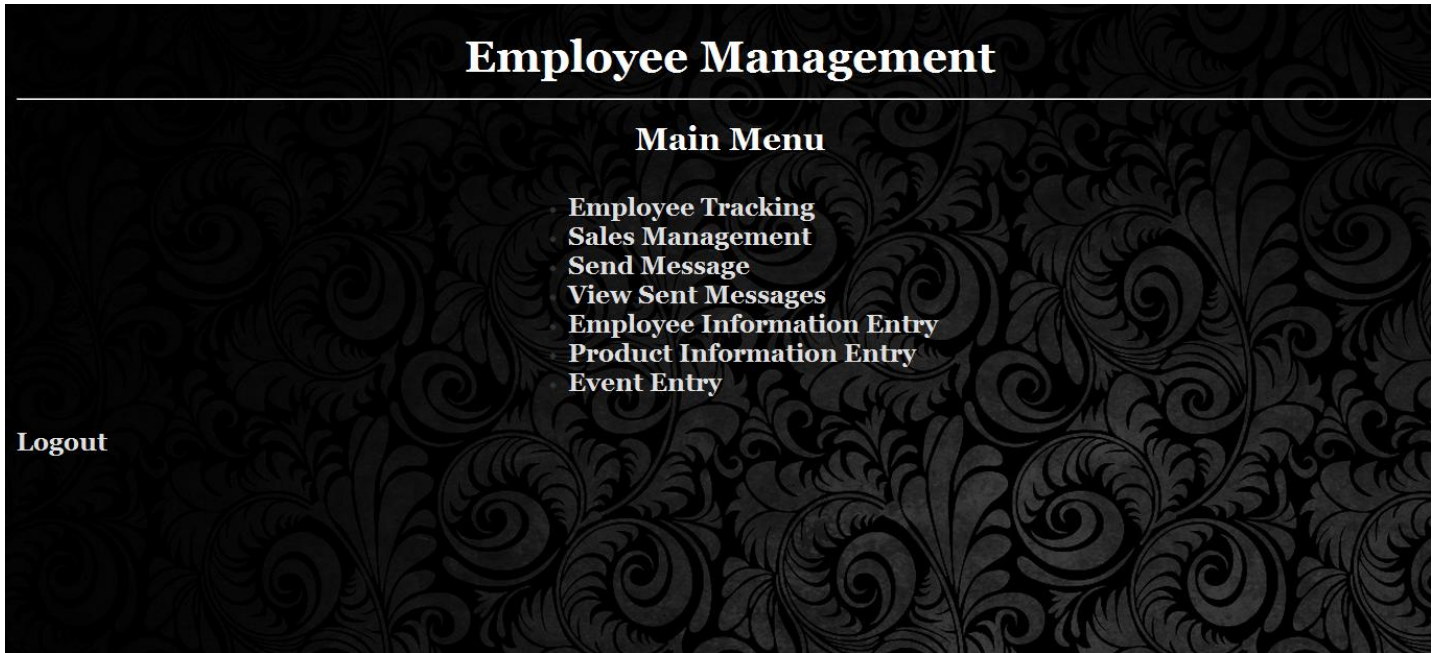 Employee Management
Main Menu
Employee Tracking
Sales Management
Send Message
View Sent Messages
Employee Information Entry
Product Information Entry
Event Entry
Logout